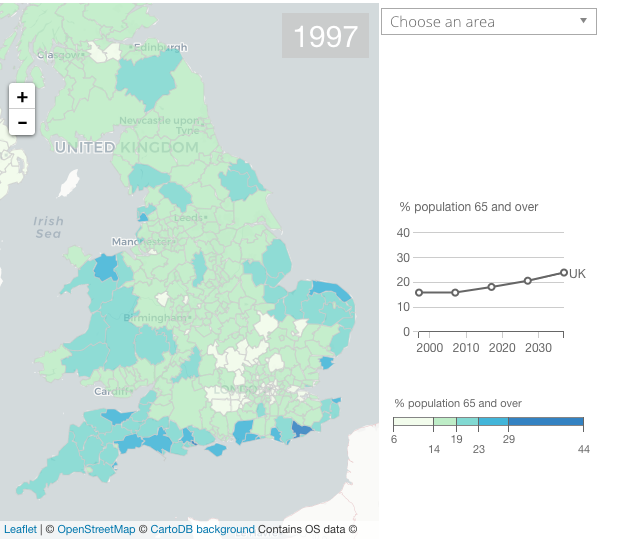 1997
Choose an area
+
−
Glasgow
Edinburgh
Newcastle upon
Tyne
UNITED KINGDOM
Irish
Sea
Leeds
Manchester
Birmingham
Cardiff
LONDON
% population 65 and over
40
30
20
10
0
UK
2000 2010 2020 2030
% population 65 and over
6 14 19 23 29 44
Leaflet | © OpenStreetMap © CartoDB background Contains OS data ©